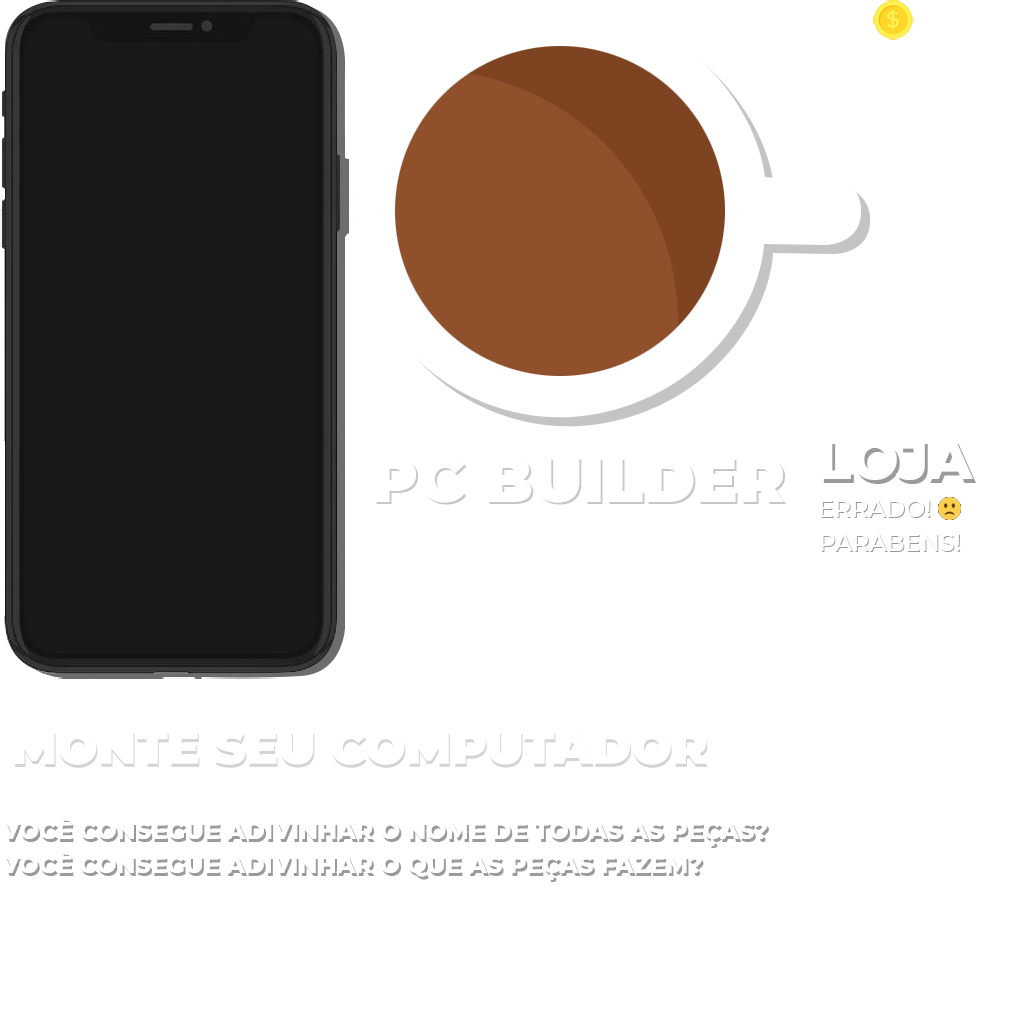 PC BUILDER
LOJA
ERRADO!
PARABENS!
MONTE SEU COMPUTADOR
VOCÊ CONSEGUE ADIVINHAR O NOME DE TODAS AS PEÇAS?
VOCÊ CONSEGUE ADIVINHAR O QUE AS PEÇAS FAZEM?